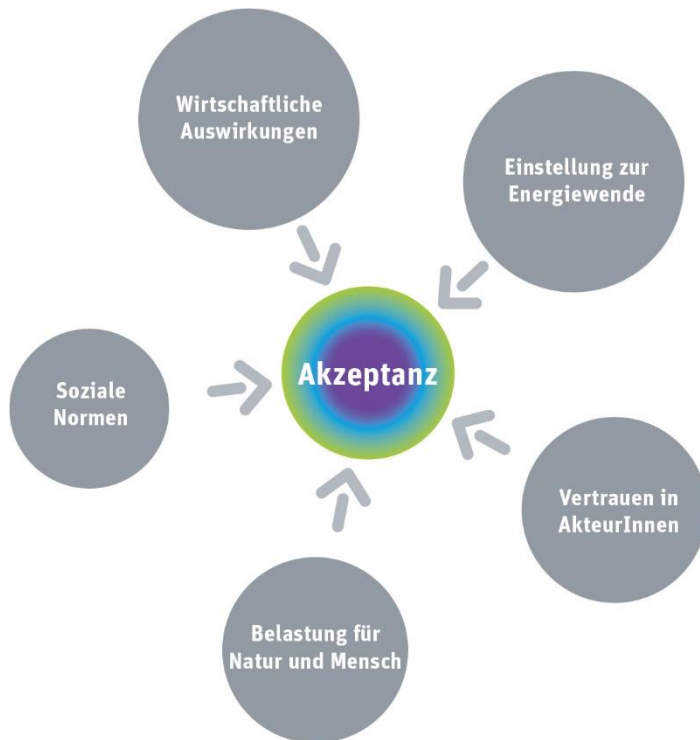 Wirtschaftliche
Auswirkungen
Einstellung zur
Energiewende
Akzeptanz
Soziale
Normen
Vertrauen in
AkteurInnen
Belastung für
Natur und Mensch